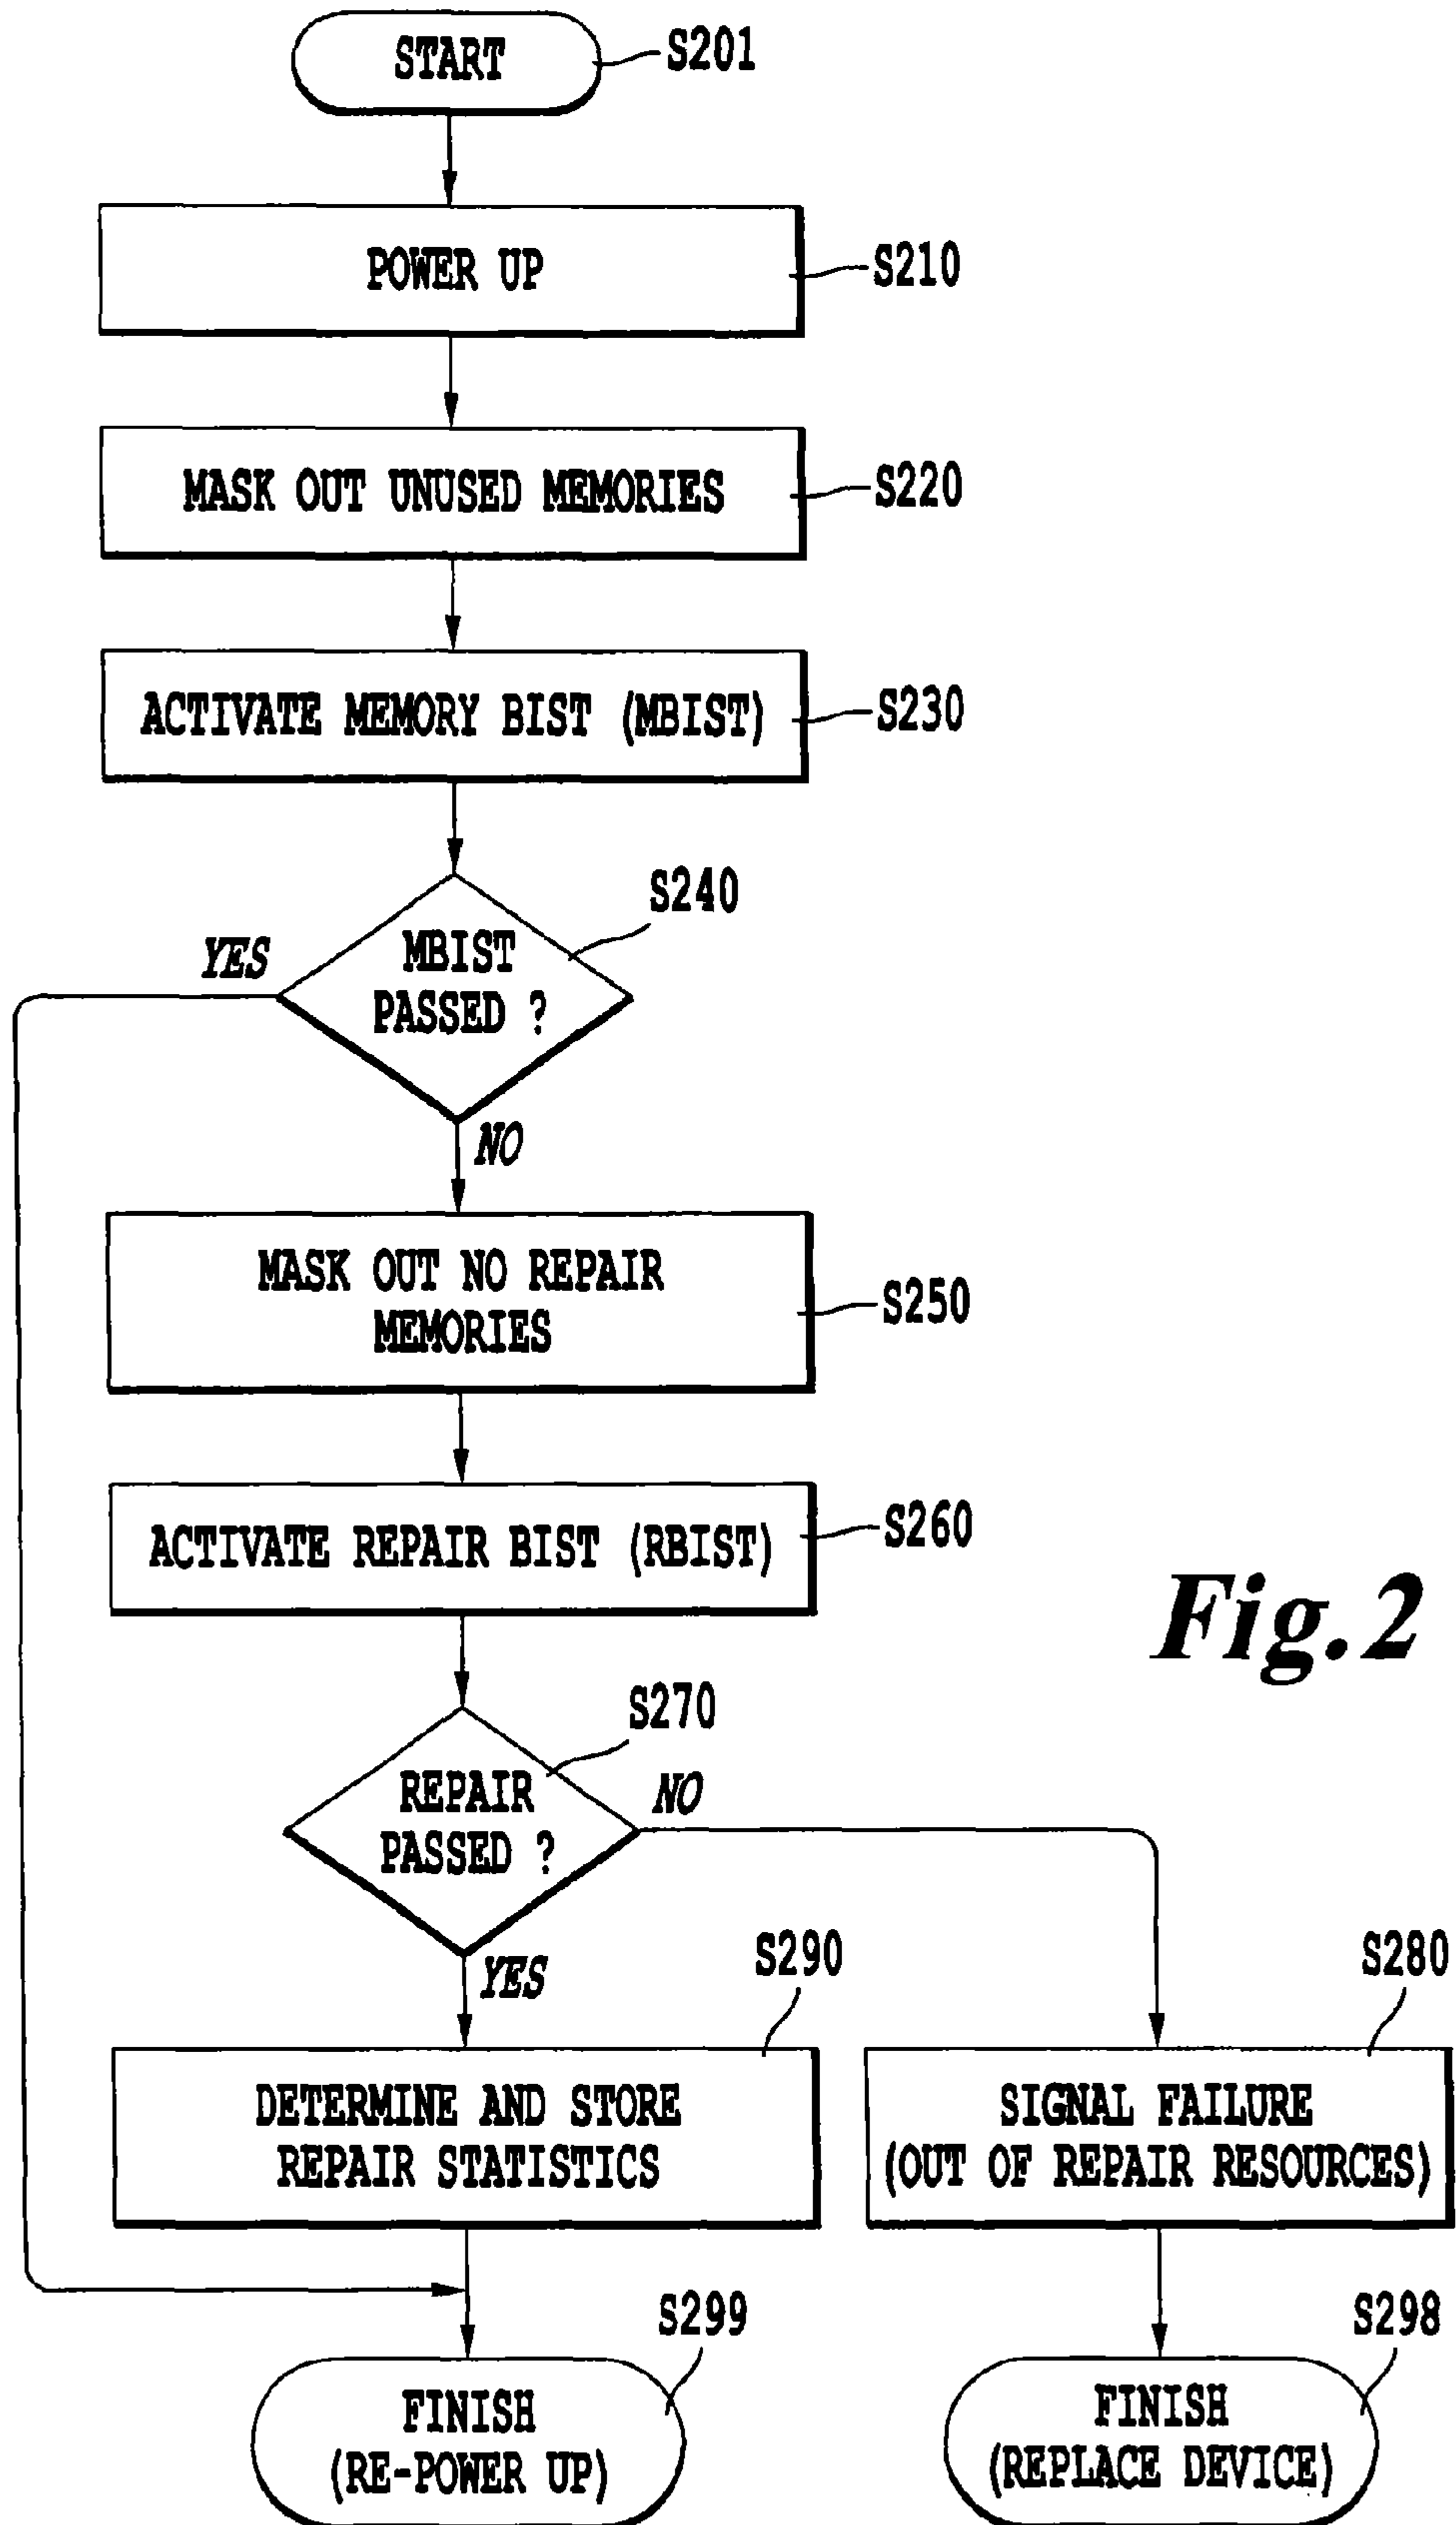 START
S201
POWER UP
S210
MASK OUT UNUSED MEMORIES
S220
ACTIVATE MEMORY BIST (MBIST)
S230
S240
MBIST
PASSED ?
YES
NO
MASK OUT NO REPAIR
MEMORIES
S250
ACTIVATE REPAIR BIST (RBIST)
S260
Fig.2
S270
REPAIR
PASSED ?
NO
YES
S290
S280
DETERMINE AND STORE
REPAIR STATISTICS
SIGNAL FAILURE
(OUT OF REPAIR RESOURCES)
S299
S298
FINISH
(RE-POWER UP)
FINISH
(REPLACE DEVICE)